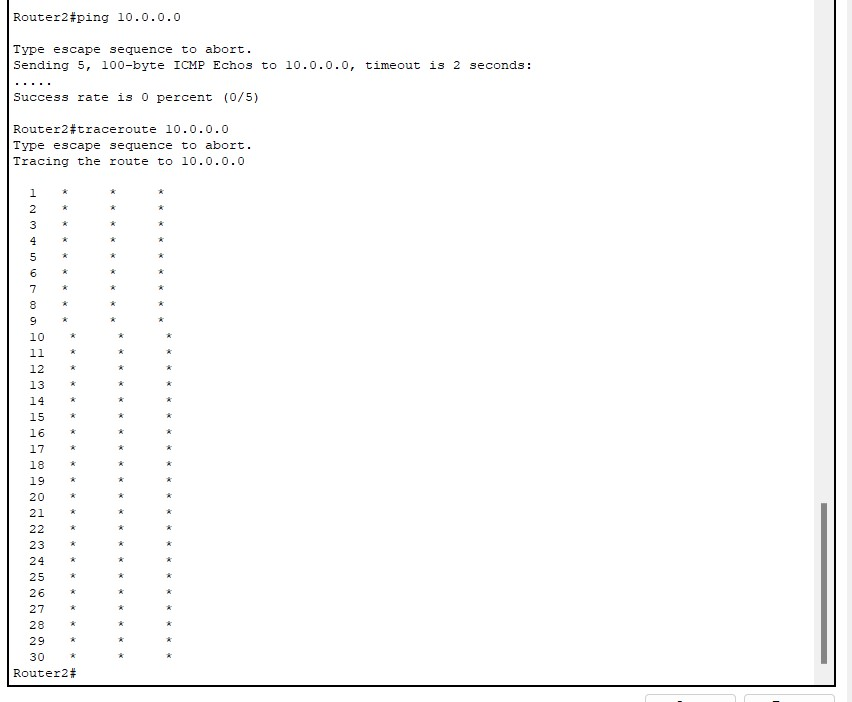 Router2#ping 10.0.0.0
Type escape sequence to abort.
Sending 5, 100-byte ICMP Echos to 10.0.0.0, timeout is 2 seconds:
.....
Success rate is 0 percent (0/5)
Router2#traceroute 10.0.0.0
Type escape sequence to abort.
Tracing the route to 10.0.0.0
1 * * *
2 * * *
3 * * *
4 * * *
5 * * *
6 * * *
7 * * *
8 * * *
9 * * *
10 * * *
11 * * *
12 * * *
13 * * *
14 * * *
15 * * *
16 * * *
17 * * *
18 * * *
19 * * *
20 * * *
21 * * *
22 * * *
23 * * *
24 * * *
25 * * *
26 * * *
27 * * *
28 * * *
29 * * *
30 * * *
Router2#